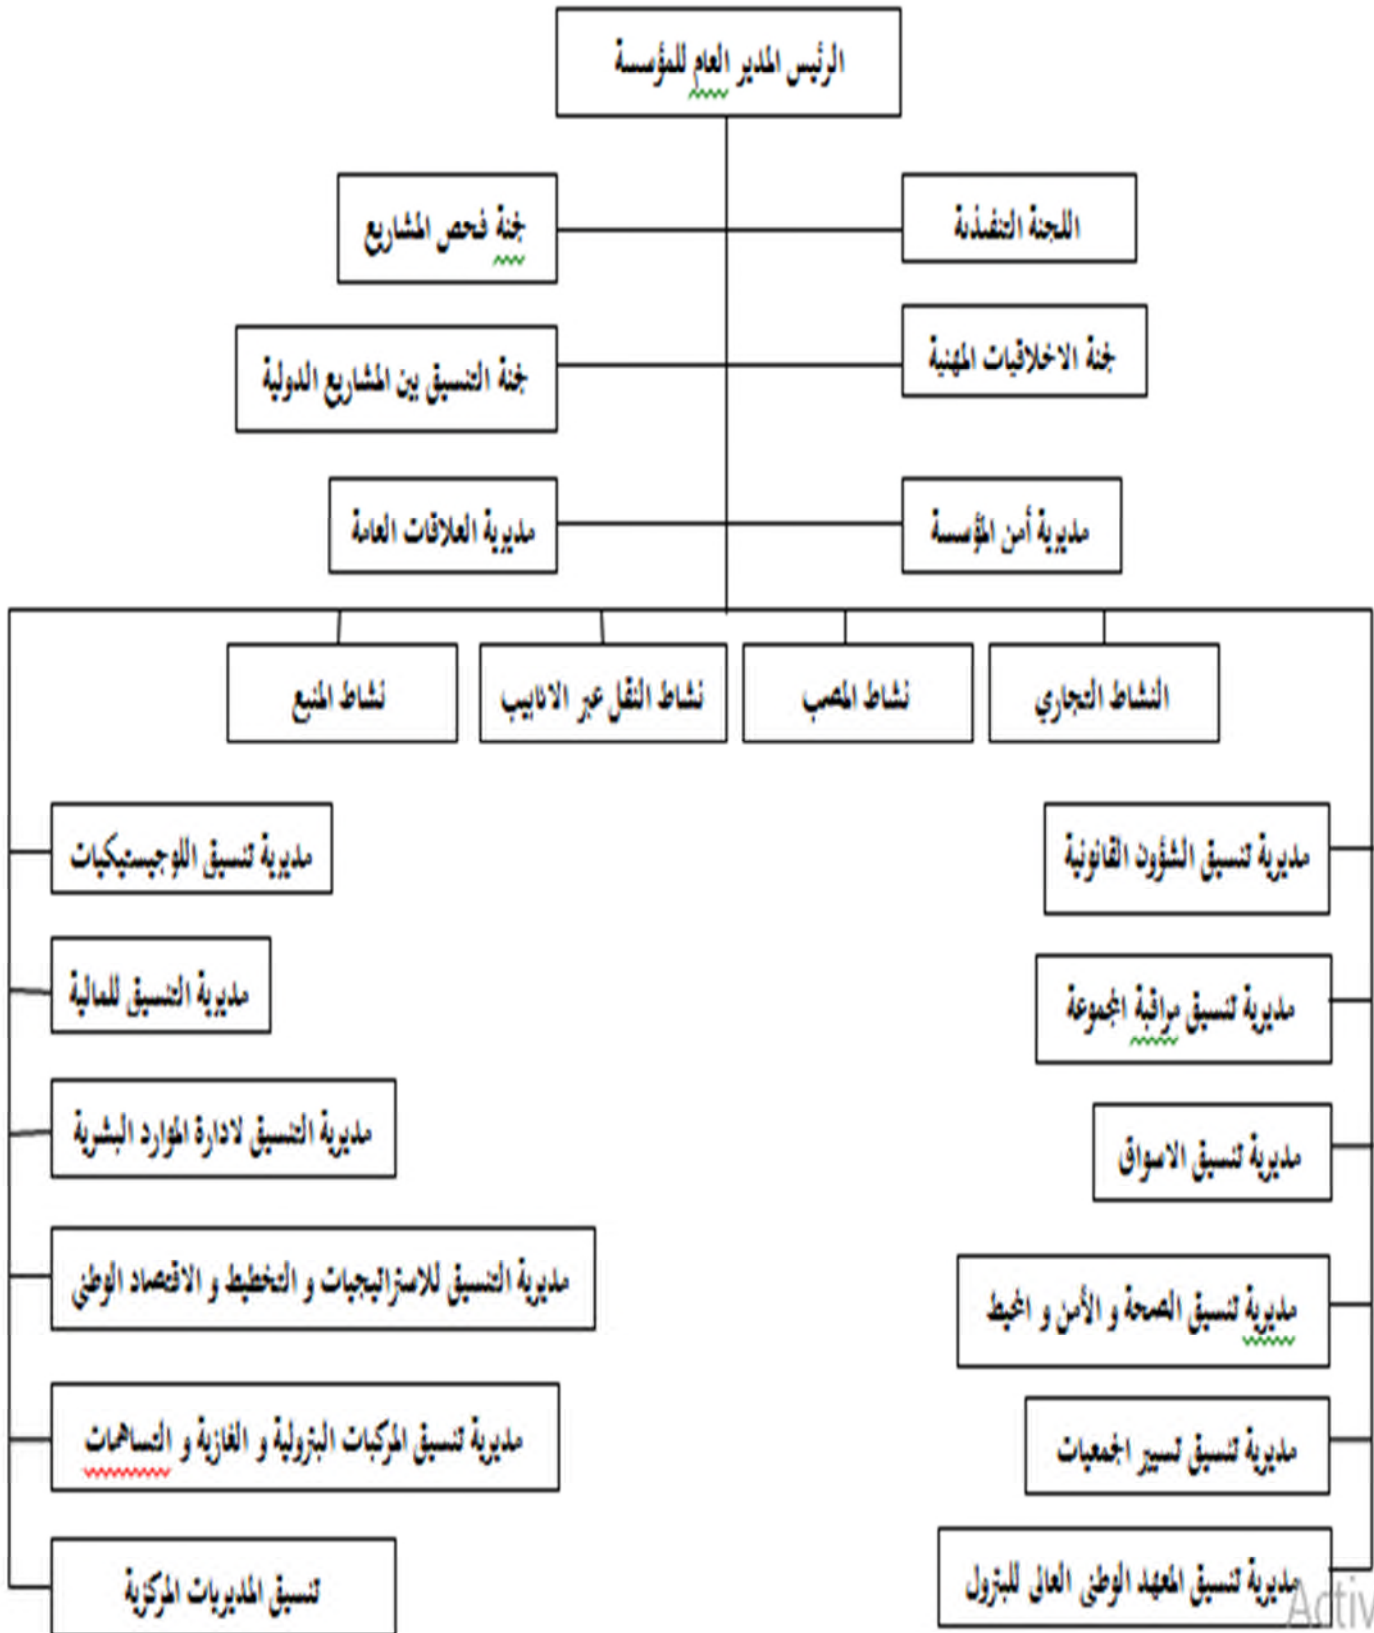 الرئيس المدير العام للمؤسسة
اللجنة التنفيذية
لجنة فحص المشاريع
لجنة الاخلاقيات المهنية
لجنة التنسيق بين المشاريع الدولية
مديرية أمن المؤسسة
مديرية العلاقات العامة
النشاط التجاري
نشاط المصب
نشاط النقل عبر الانابيب
نشاط المنبع
مديرية تنسيق الشؤون القانونية
مديرية تنسيق مراقبة المجموعة
مديرية تنسيق الاسواق
مديرية تنسيق الصحة و الأمن و المحيط
مديرية تنسيق تسيير الجمعيات
مديرية تنسيق المعهد الوطني العالي للبترول
مديرية تنسيق اللوجيستيكيات
مديرية التنسيق للمالية
مديرية التنسيق لادارة الموارد البشرية
مديرية التنسيق للاستراتيجيات و التخطيط و الاقتصاد الوطني
مديرية تنسيق المركبات البترولية و الغازية و التساهمات
تنسيق المديريات المركزية
Activ